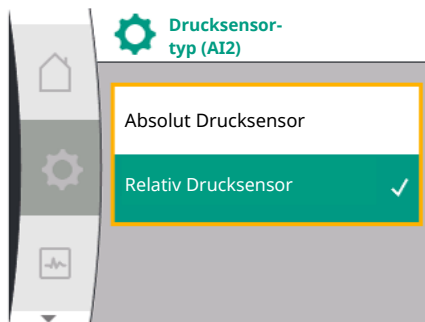 Drucksensor-
typ (AI2)
Absolut Drucksensor
Relativ Drucksensor